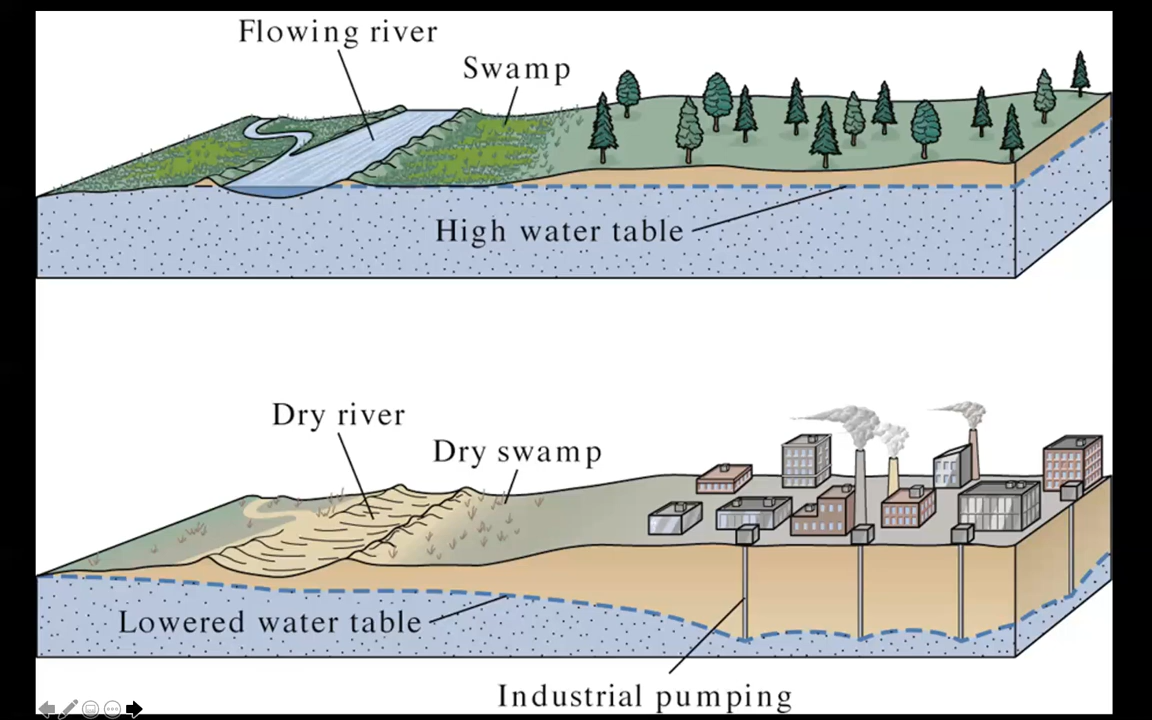 Flowing river
Swamp
High water table
Dry river
Dry swamp
Lowered water table
Industrial pumping